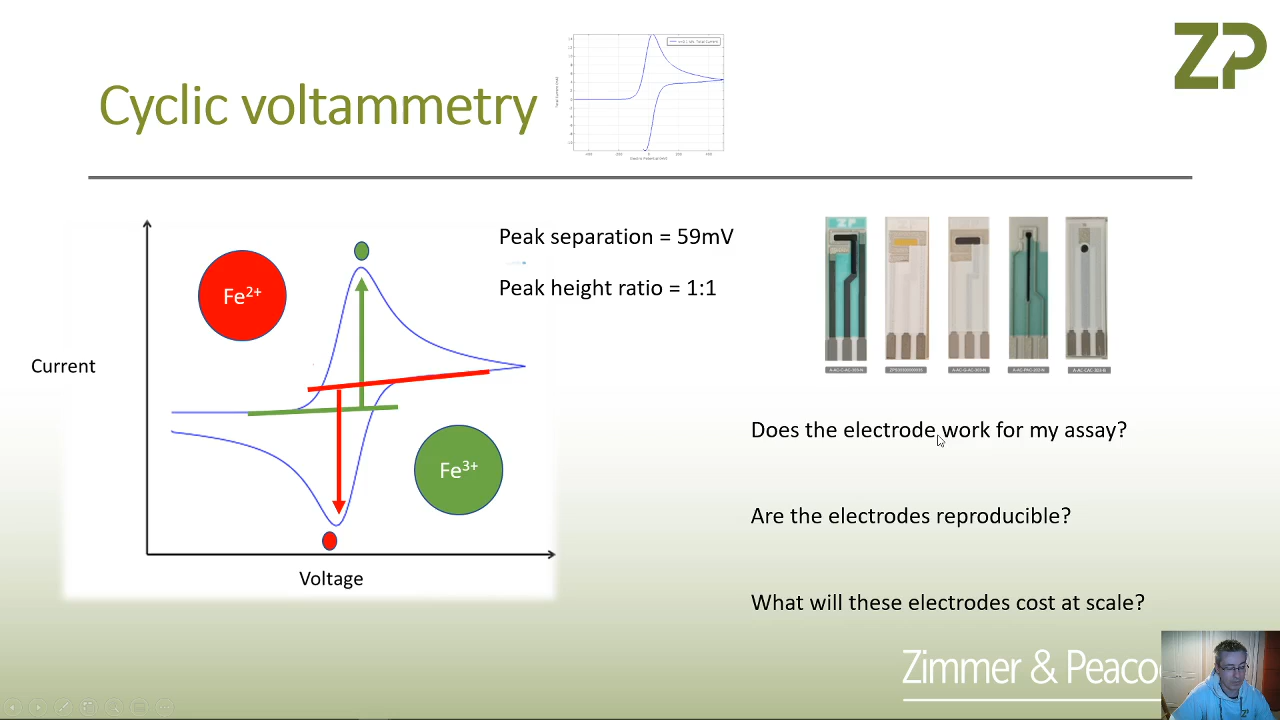 Cyclic voltammetry
ZP
Peak separation = 59mV
Peak height ratio = 1:1
Fe2+
Current
Fe3+
Voltage
Does the electrode work for my assay?
Are the electrodes reproducible?
What will these electrodes cost at scale?
Zimmer & Peaco